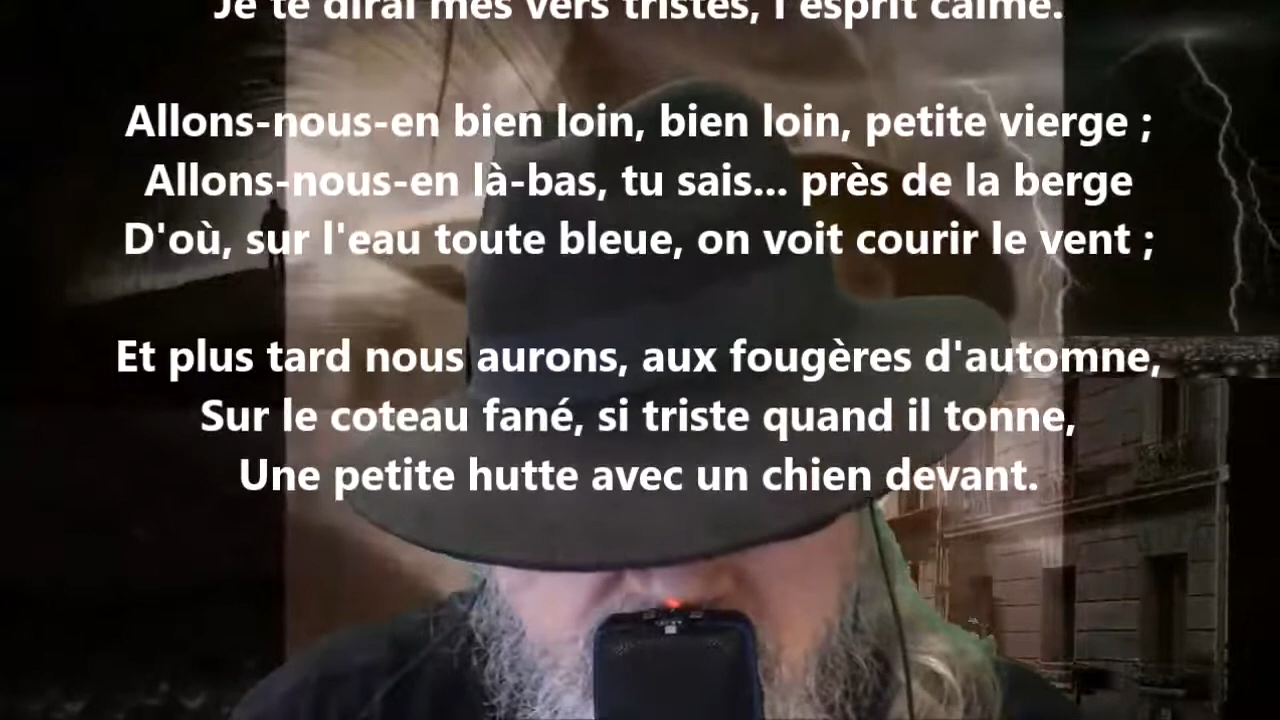 Je te dirai mes vers tristes, l'esprit calme.
Allons-nous-en bien loin, bien loin, petite vierge ;
Allons-nous-en là-bas, tu sais... près de la berge
D'où, sur l'eau toute bleue, on voit courir le vent ;
Et plus tard nous aurons, aux fougères d'automne,
Sur le coteau fané, si triste quand il tonne,
Une petite hutte avec un chien devant.